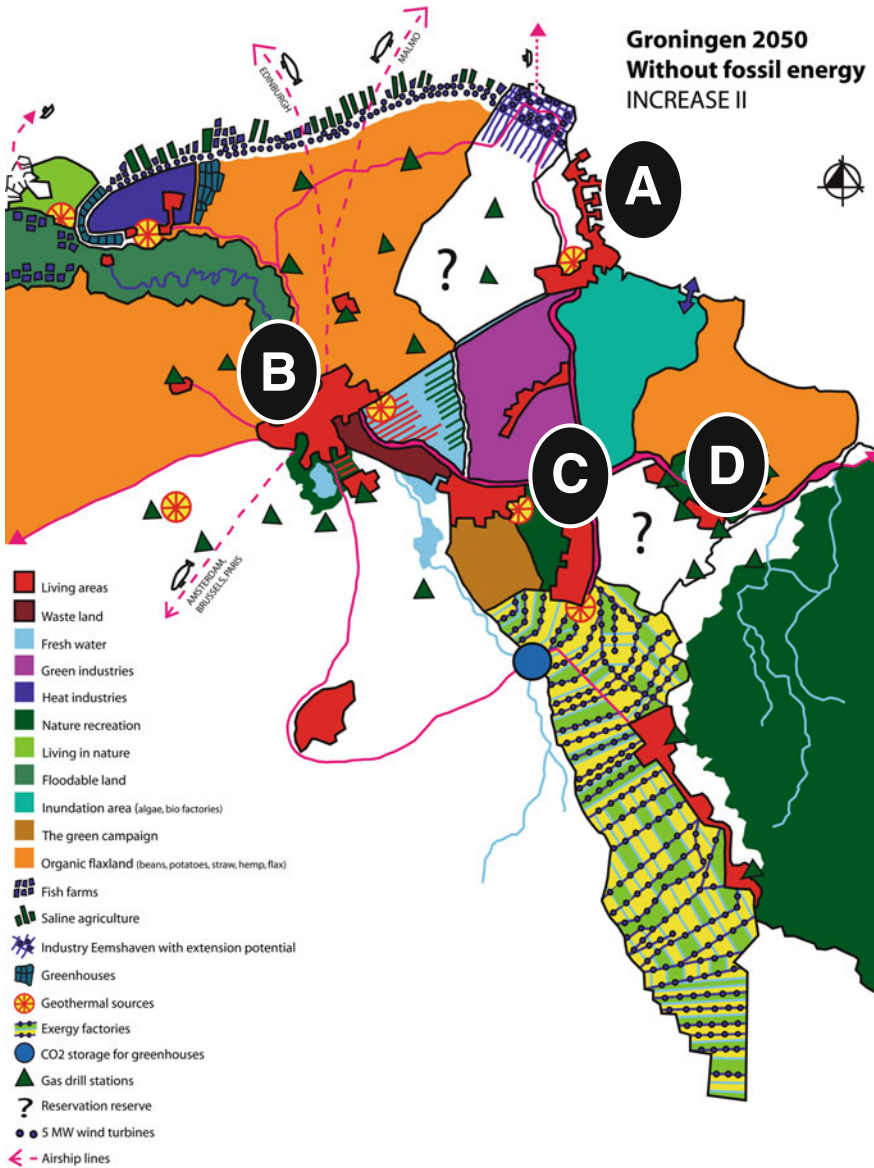 Groningen 2050
Without fossil energy
INCREASE II
EDINBURGH
MALMO
A
?
B
C
D
?
AMSTERDAM,
BRUSSELS, PARIS
Living areas
Waste land
Fresh water
Green industries
Heat industries
Nature recreation
Living in nature
Floodable land
Inundation area (algae, bio factories)
The green campaign
Organic flaxland (beans, potatoes, straw, hemp, flax)
Fish farms
Saline agriculture
Industry Eemshaven with extension potential
Greenhouses
Geothermal sources
Exergy factories
CO2 storage for greenhouses
Gas drill stations
? Reservation reserve
5 MW wind turbines
Airship lines